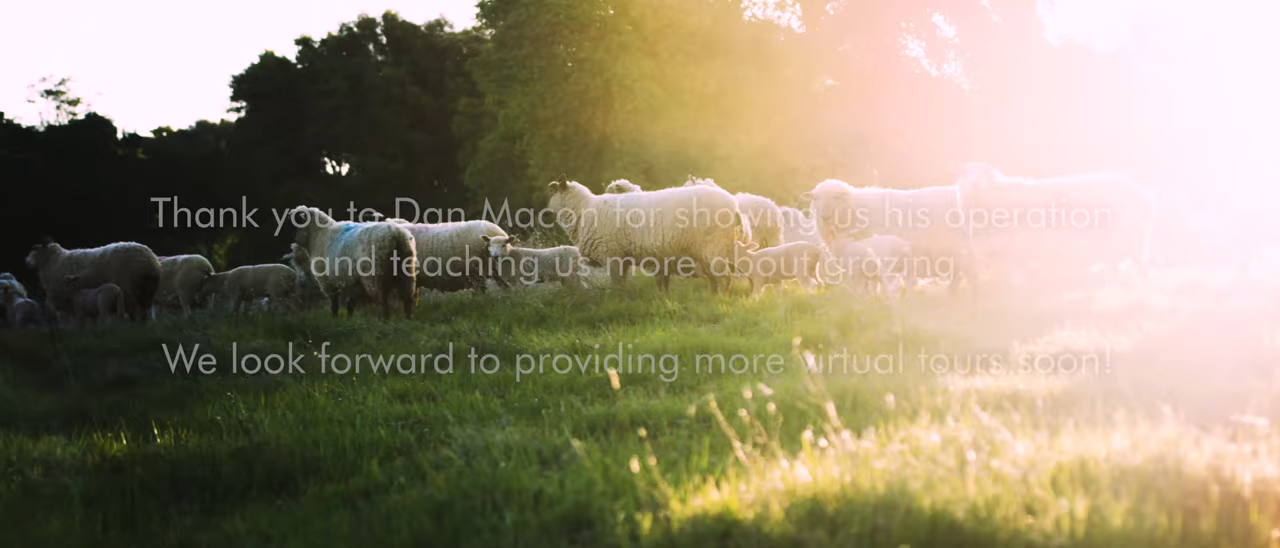 Thank you to Dan Macon for showing us his operation
and teaching us more about grazing.
We look forward to providing more virtual tours soon!